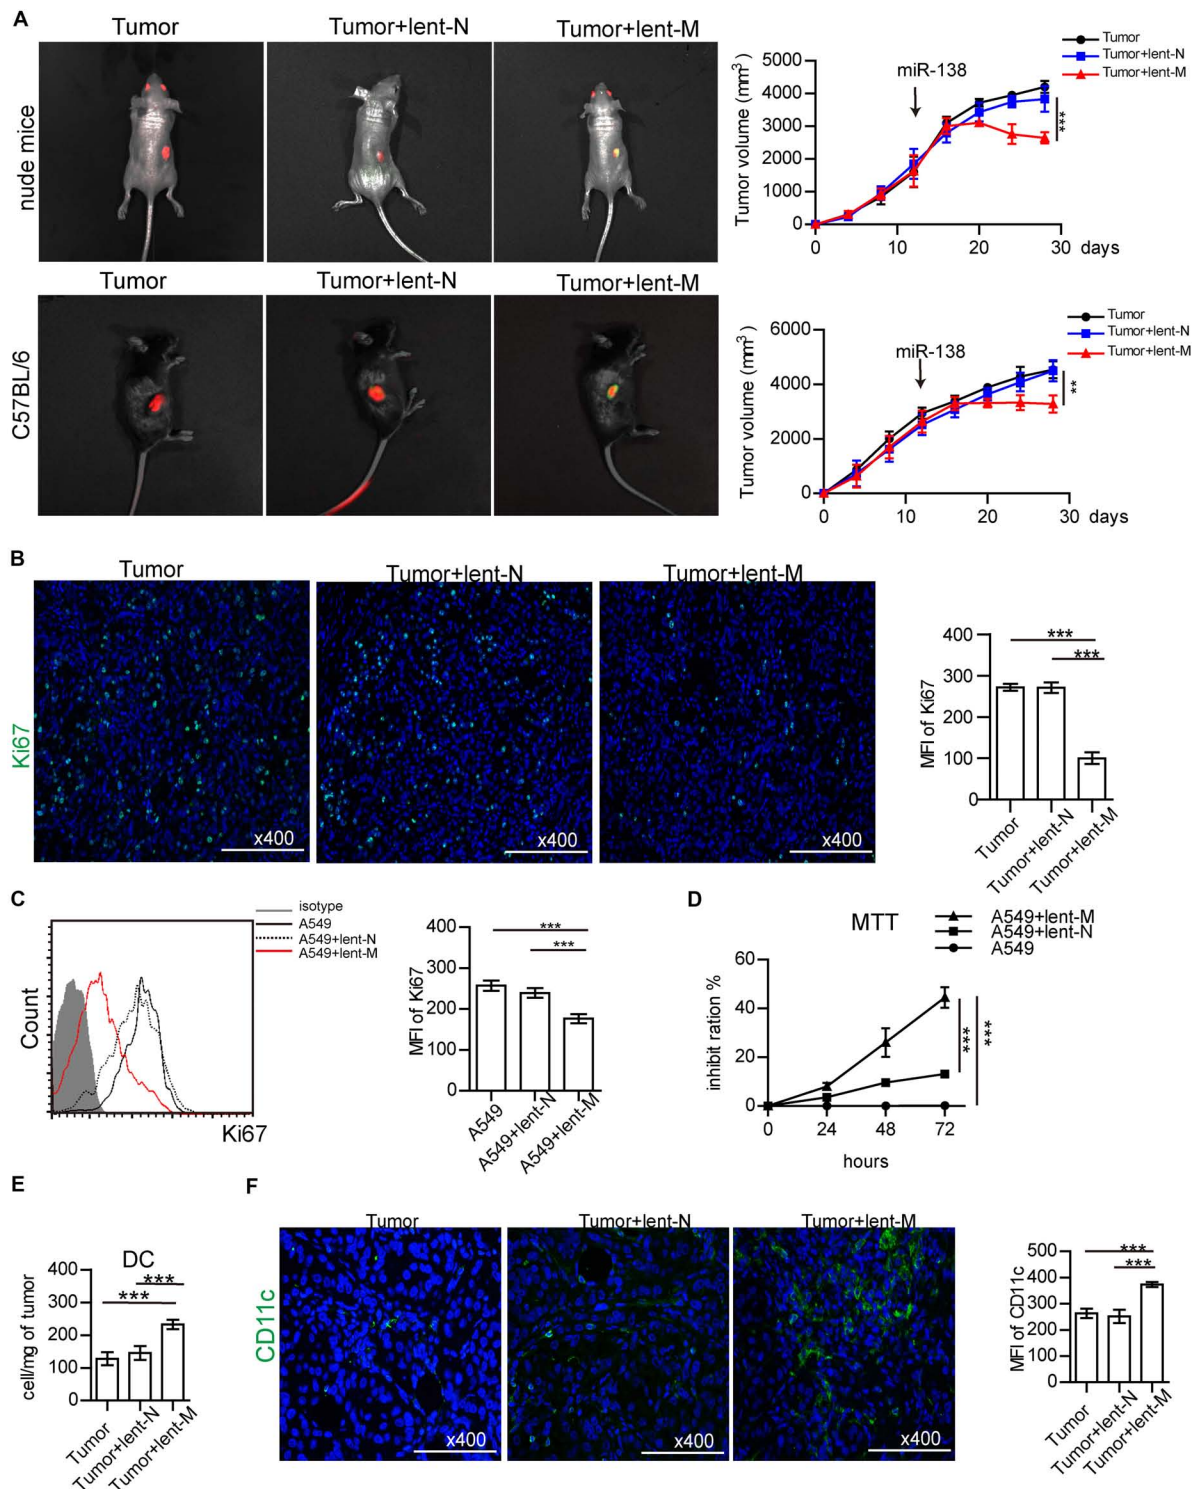 A
Tumor
Tumor+lent-N
Tumor+lent-M
nude mice
Tumor volume (mm³)
5000
4000
3000
2000
1000
0
miR-138
Tumor
Tumor+lent-N
Tumor+lent-M
***
0 10 20 30 days
Tumor
Tumor+lent-N
Tumor+lent-M
C57BL/6
Tumor volume (mm³)
6000
4000
2000
0
miR-138
Tumor
Tumor+lent-N
Tumor+lent-M
**
0 10 20 30 days
B
Tumor
Tumor+lent-N
Tumor+lent-M
Ki67
x400
x400
x400
MFI of Ki67
400
300
200
100
0
***
***
Tumor
Tumor+lent-N
Tumor+lent-M
C
isotype
A549
A549+lent-N
A549+lent-M
Count
Ki67
MFI of Ki67
400
300
200
100
0
***
***
A549
A549+lent-N
A549+lent-M
D
MTT
A549+lent-M
A549+lent-N
A549
inhibit ration %
60
40
20
0
***
***
0 24 48 72
hours
E
DC
cell/mg of tumor
400
300
200
100
0
***
***
Tumor
Tumor+lent-N
Tumor+lent-M
F
Tumor
Tumor+lent-N
Tumor+lent-M
CD11c
x400
x400
x400
MFI of CD11c
500
400
300
200
100
0
***
***
Tumor
Tumor+lent-N
Tumor+lent-M